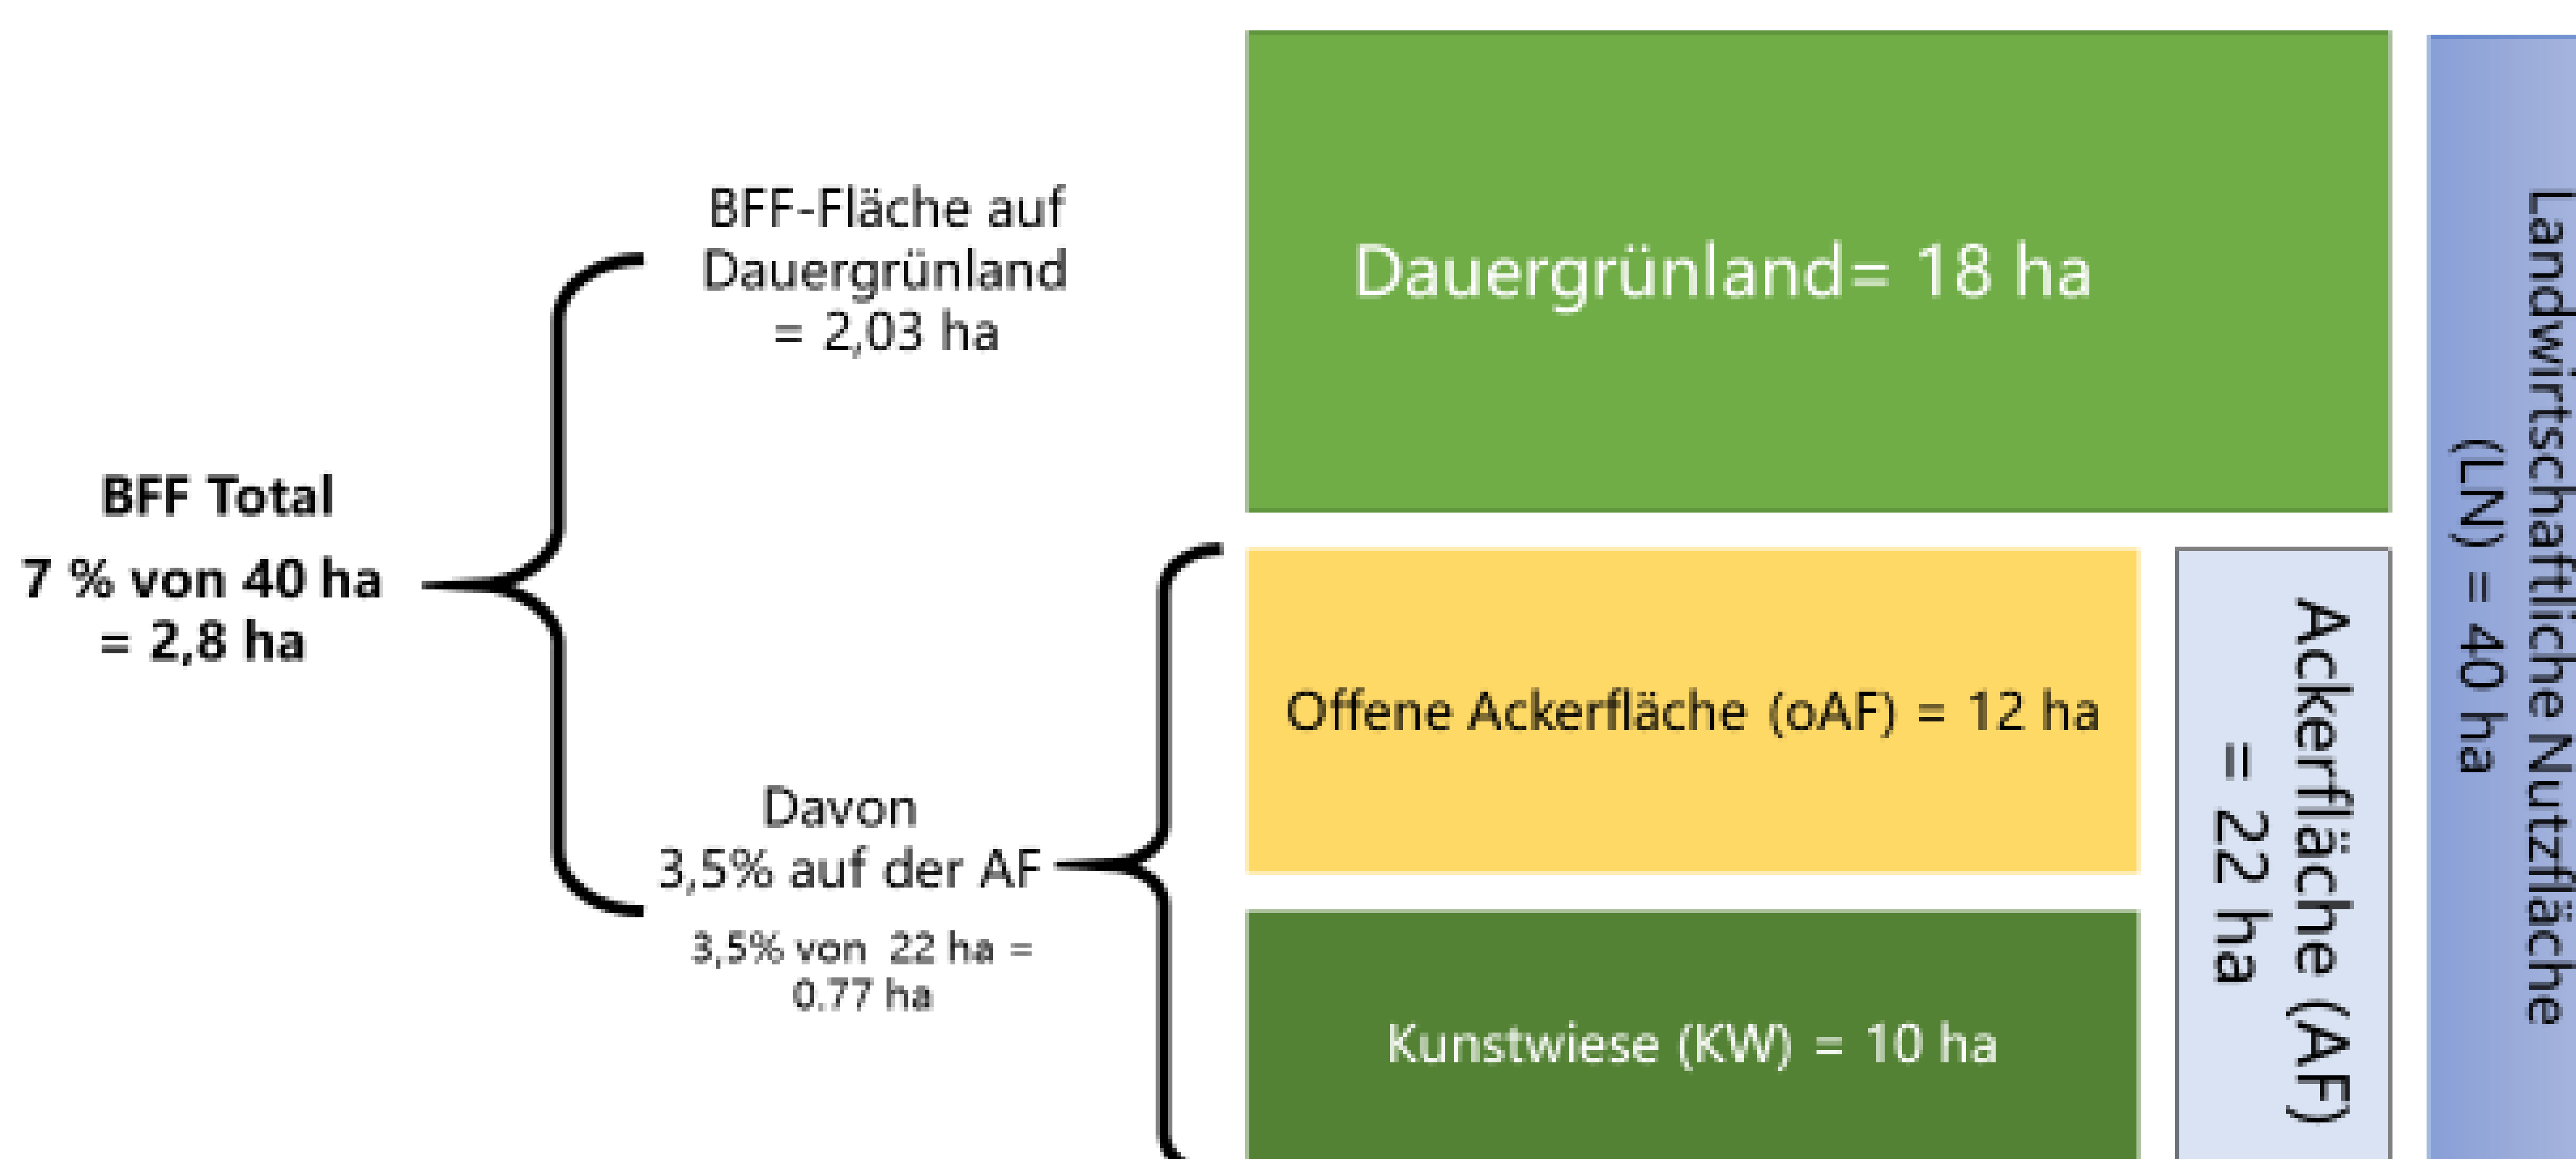 BFF Total
7 % von 40 ha
= 2,8 ha
BFF-Fläche auf
Dauergrünland
= 2,03 ha
Davon
3,5% auf der AF
3,5% von 22 ha =
0.77 ha
Dauergrünland= 18 ha
Offene Ackerfläche (oAF) = 12 ha
Kunstwiese (KW) = 10 ha
Ackerfläche (AF)
= 22 ha
Landwirtschaftliche Nutzfläche
(LN) = 40 ha